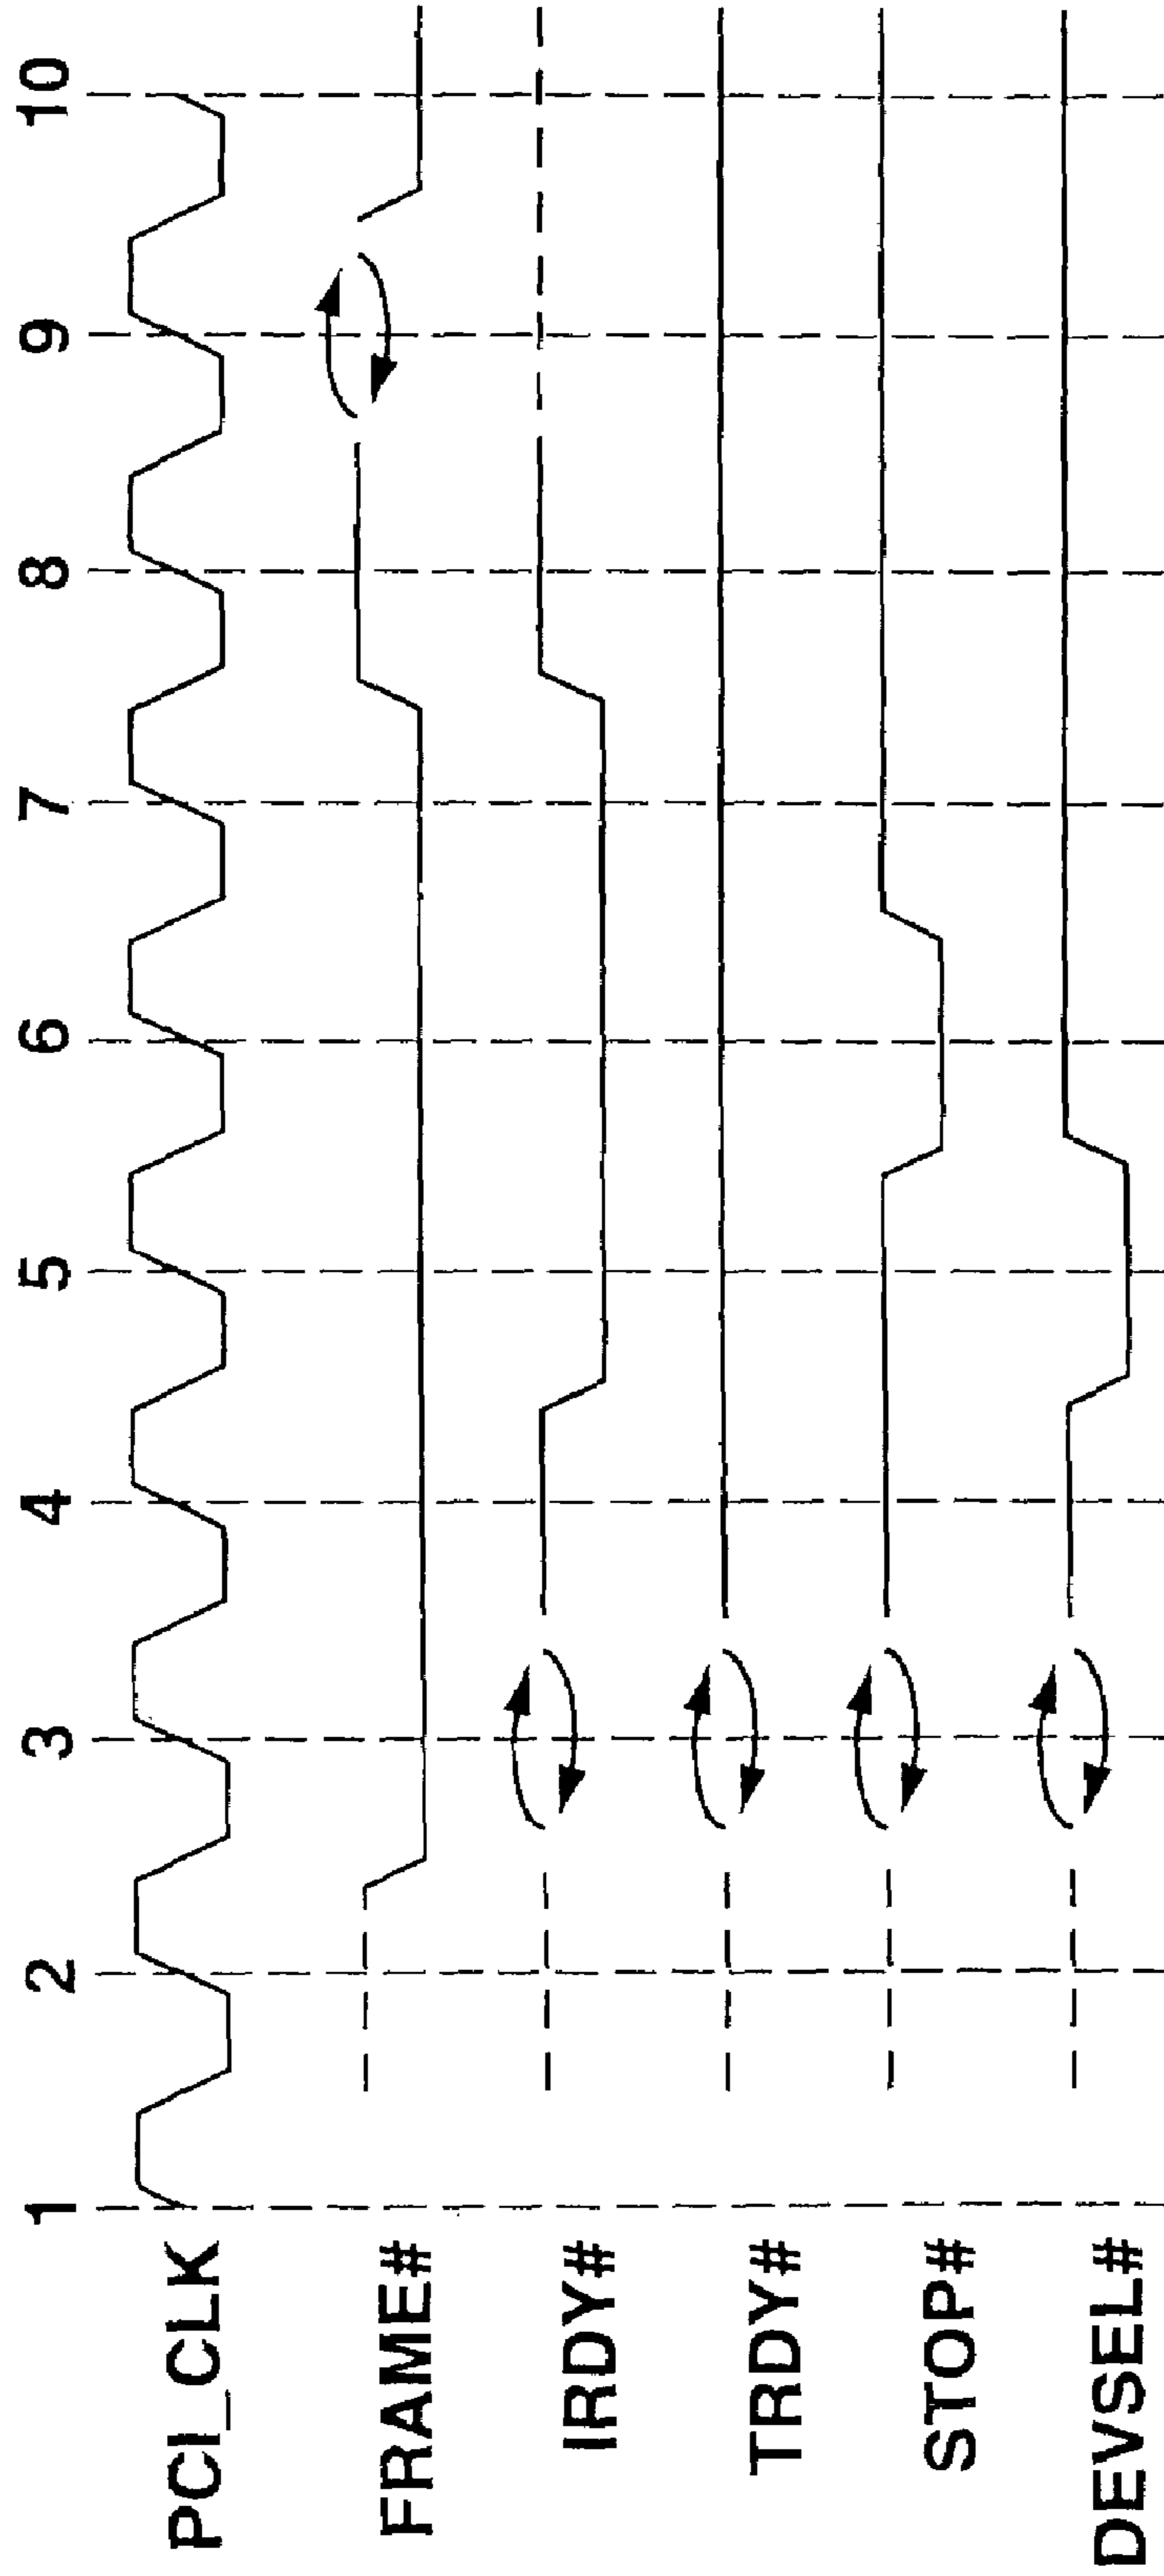 1 2 3 4 5 6 7 8 9 10
PCI_CLK
FRAME#
IRDY#
TRDY#
STOP#
DEVSEL#